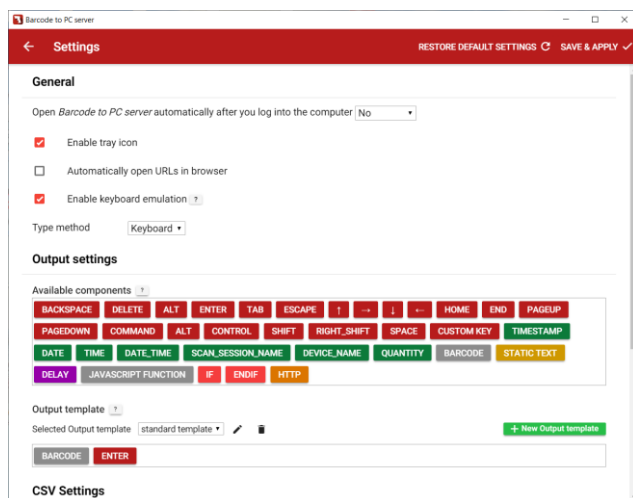 Barcode to PC server
Settings
RESTORE DEFAULT SETTINGS
SAVE & APPLY
General
Open Barcode to PC server automatically after you log into the computer No
Enable tray icon
Automatically open URLs in browser
Enable keyboard emulation ?
Type method Keyboard
Output settings
Available components ?
BACKSPACE DELETE ALT ENTER TAB ESCAPE ↑ → ↓ ← HOME END PAGEUP
PAGEDOWN COMMAND ALT CONTROL SHIFT RIGHT_SHIFT SPACE CUSTOM KEY TIMESTAMP
DATE TIME DATE_TIME SCAN_SESSION_NAME DEVICE_NAME QUANTITY BARCODE STATIC TEXT
DELAY JAVASCRIPT FUNCTION IF ENDIF HTTP
Output template ?
Selected Output template standard template + New Output template
BARCODE ENTER
CSV Settings